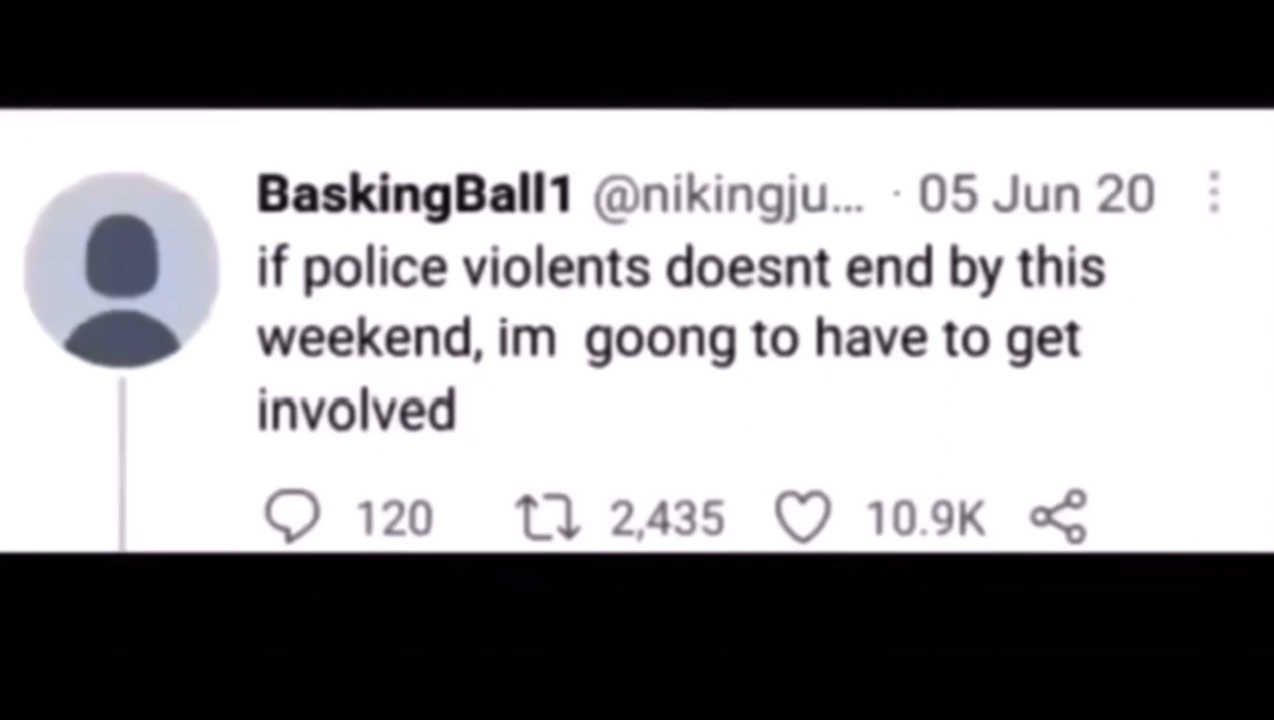 BaskingBall1 @nikingju... · 05 Jun 20
if police violents doesnt end by this
weekend, im  goong to have to get
involved
120 2,435 10.9K